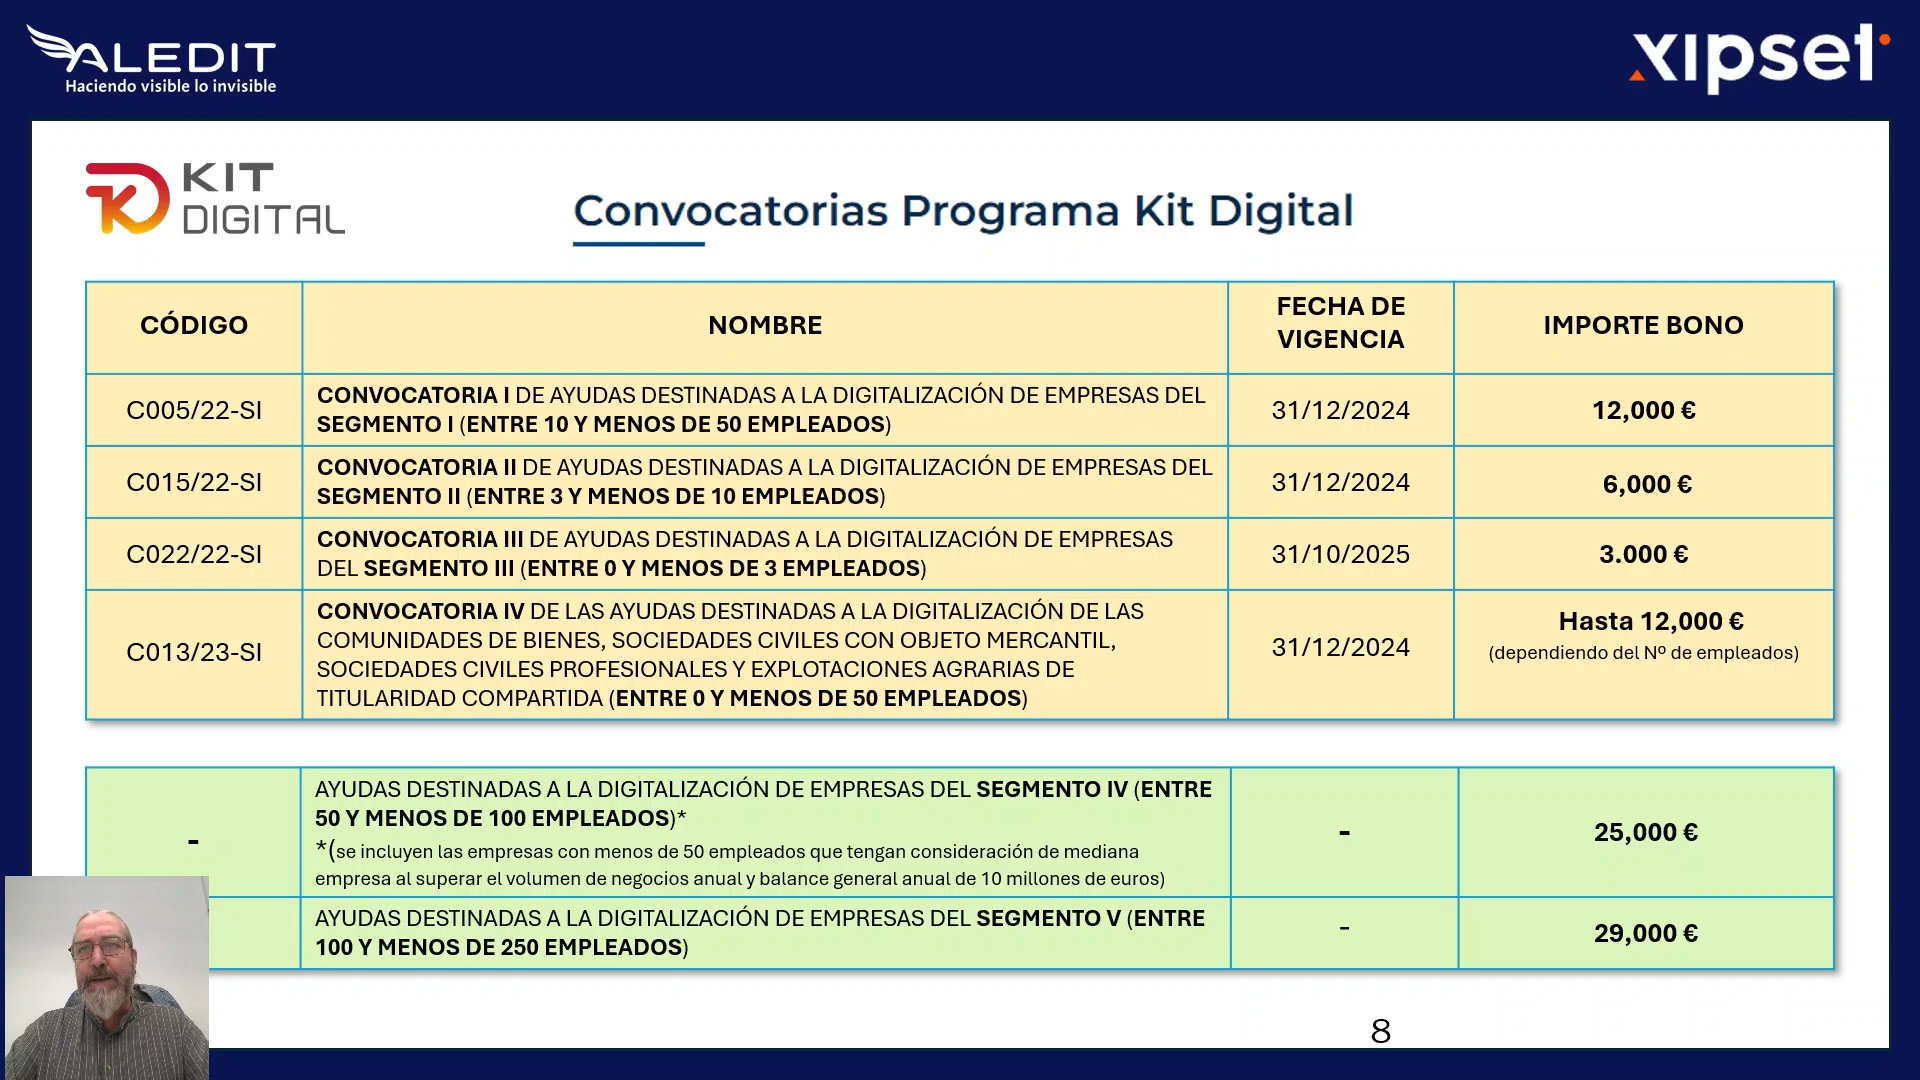 ALEDIT
Haciendo visible lo invisible
xipset
KIT
DIGITAL
Convocatorias Programa Kit Digital
CÓDIGO
NOMBRE
FECHA DE
VIGENCIA
IMPORTE BONO
C005/22-SI
CONVOCATORIA I DE AYUDAS DESTINADAS A LA DIGITALIZACIÓN DE EMPRESAS DEL
SEGMENTO I (ENTRE 10 Y MENOS DE 50 EMPLEADOS)
31/12/2024
12,000 €
C015/22-SI
CONVOCATORIA II DE AYUDAS DESTINADAS A LA DIGITALIZACIÓN DE EMPRESAS DEL
SEGMENTO II (ENTRE 3 Y MENOS DE 10 EMPLEADOS)
31/12/2024
6,000 €
C022/22-SI
CONVOCATORIA III DE AYUDAS DESTINADAS A LA DIGITALIZACIÓN DE EMPRESAS
DEL SEGMENTO III (ENTRE 0 Y MENOS DE 3 EMPLEADOS)
31/10/2025
3.000 €
C013/23-SI
CONVOCATORIA IV DE LAS AYUDAS DESTINADAS A LA DIGITALIZACIÓN DE LAS
COMUNIDADES DE BIENES, SOCIEDADES CIVILES CON OBJETO MERCANTIL,
SOCIEDADES CIVILES PROFESIONALES Y EXPLOTACIONES AGRARIAS DE
TITULARIDAD COMPARTIDA (ENTRE 0 Y MENOS DE 50 EMPLEADOS)
31/12/2024
Hasta 12,000 €
(dependiendo del Nº de empleados)
-
AYUDAS DESTINADAS A LA DIGITALIZACIÓN DE EMPRESAS DEL SEGMENTO IV (ENTRE
50 Y MENOS DE 100 EMPLEADOS)*
*(se incluyen las empresas con menos de 50 empleados que tengan consideración de mediana
empresa al superar el volumen de negocios anual y balance general anual de 10 millones de euros)
-
25,000 €
AYUDAS DESTINADAS A LA DIGITALIZACIÓN DE EMPRESAS DEL SEGMENTO V (ENTRE
100 Y MENOS DE 250 EMPLEADOS)
-
29,000 €
8